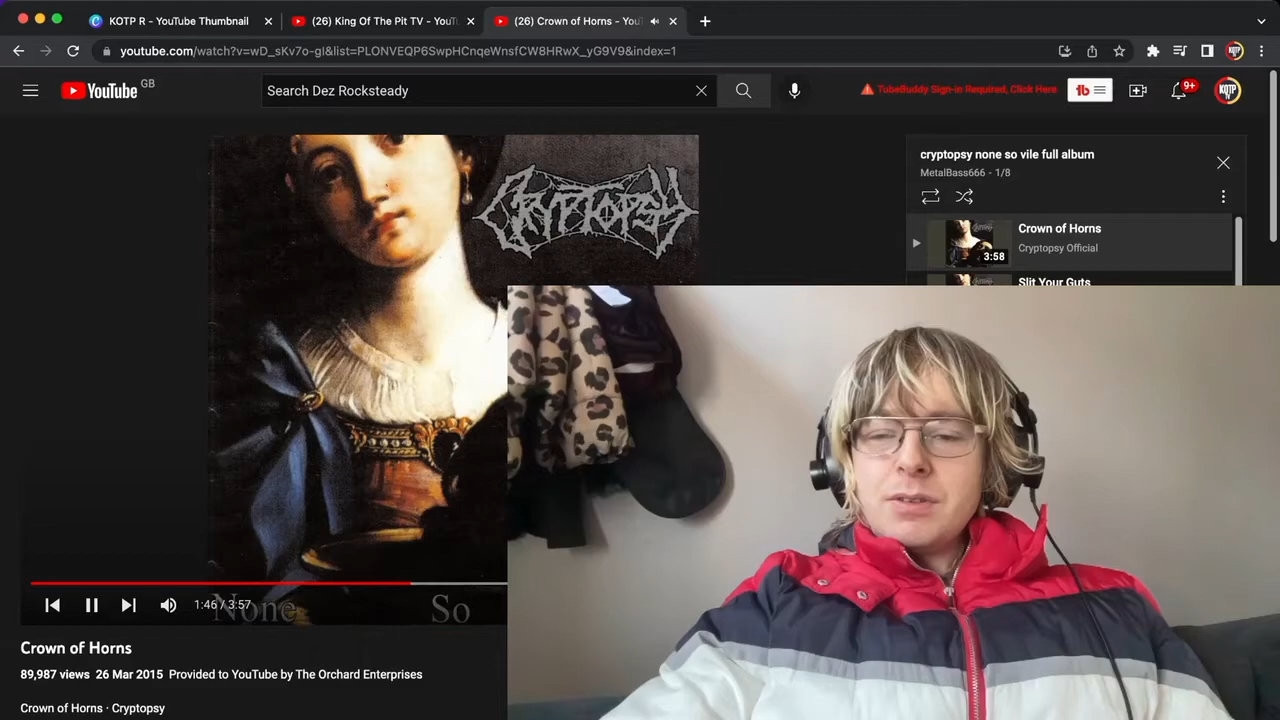 KOTP R - YouTube Thumbnail
(26) King Of The Pit TV - YouT
(26) Crown of Horns - YouT
youtube.com/watch?v=wD_sKv7o-gI&list=PLONVEQP6SwpHCnqeWnsfCW8HRwX_yG9V9&index=1
YouTube GB
Search Dez Rocksteady
TubeBuddy Sign-in Required, Click Here
tb
9+
KOTP
CRYPTOPSY
cryptopsy none so vile full album
MetalBass666 - 1/8
Crown of Horns
Cryptopsy Official
3:58
Slit Your Guts
1:46 / 3:57
None So
Crown of Horns
89,987 views 26 Mar 2015 Provided to YouTube by The Orchard Enterprises
Crown of Horns · Cryptopsy